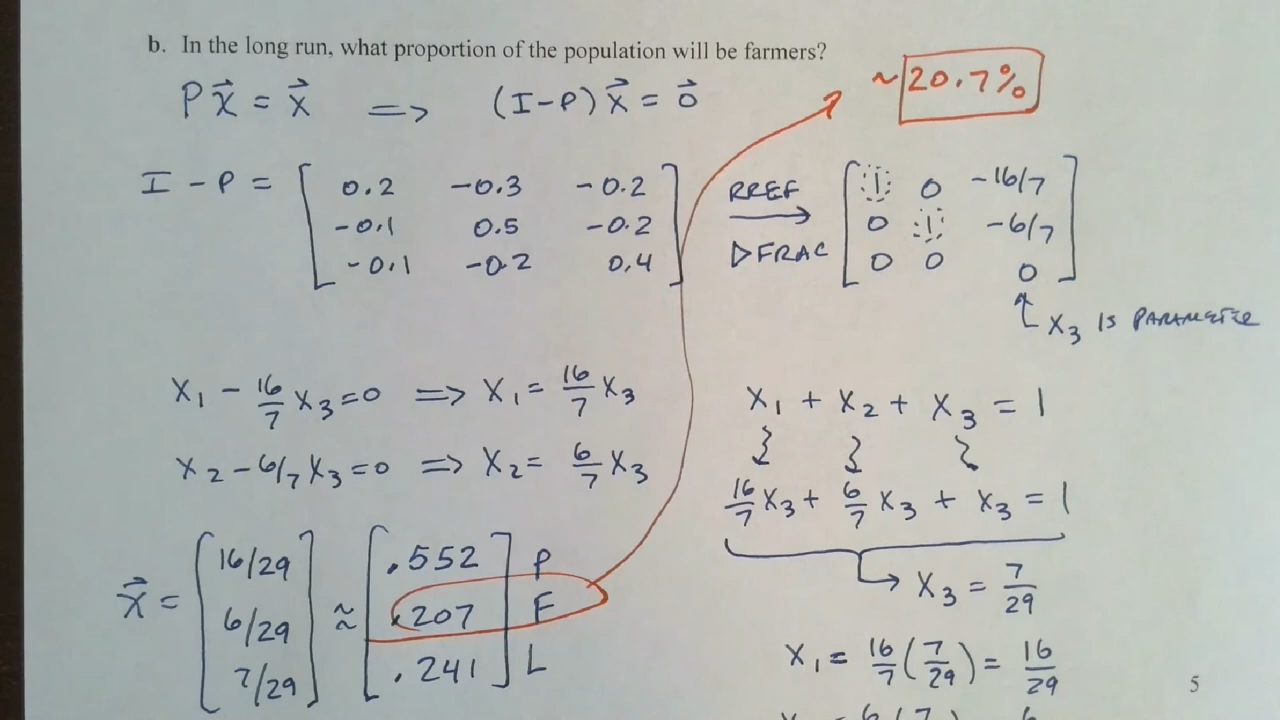 b. In the long run, what proportion of the population will be farmers?
~ 20.7%
P x⃗ = x⃗ => (I-P) x⃗ = 0⃗
I - P = [ 0.2 -0.3 -0.2
-0.1 0.5 -0.2
-0.1 -0.2 0.4 ]
RREF
▷FRAC
[ 1 0 -16/7
0 1 -6/7
0 0 0 ]
X3 IS PARAMETER
X1 - 16/7 X3 = 0 => X1 = 16/7 X3
X2 - 6/7 X3 = 0 => X2 = 6/7 X3
x⃗ = [ 16/29 6/29 7/29 ] ≈ [ .552 .207 .241 ] P F L
X1 + X2 + X3 = 1
16/7 X3 + 6/7 X3 + X3 = 1
X3 = 7/29
X1 = 16/7 (7/29) = 16/29
5